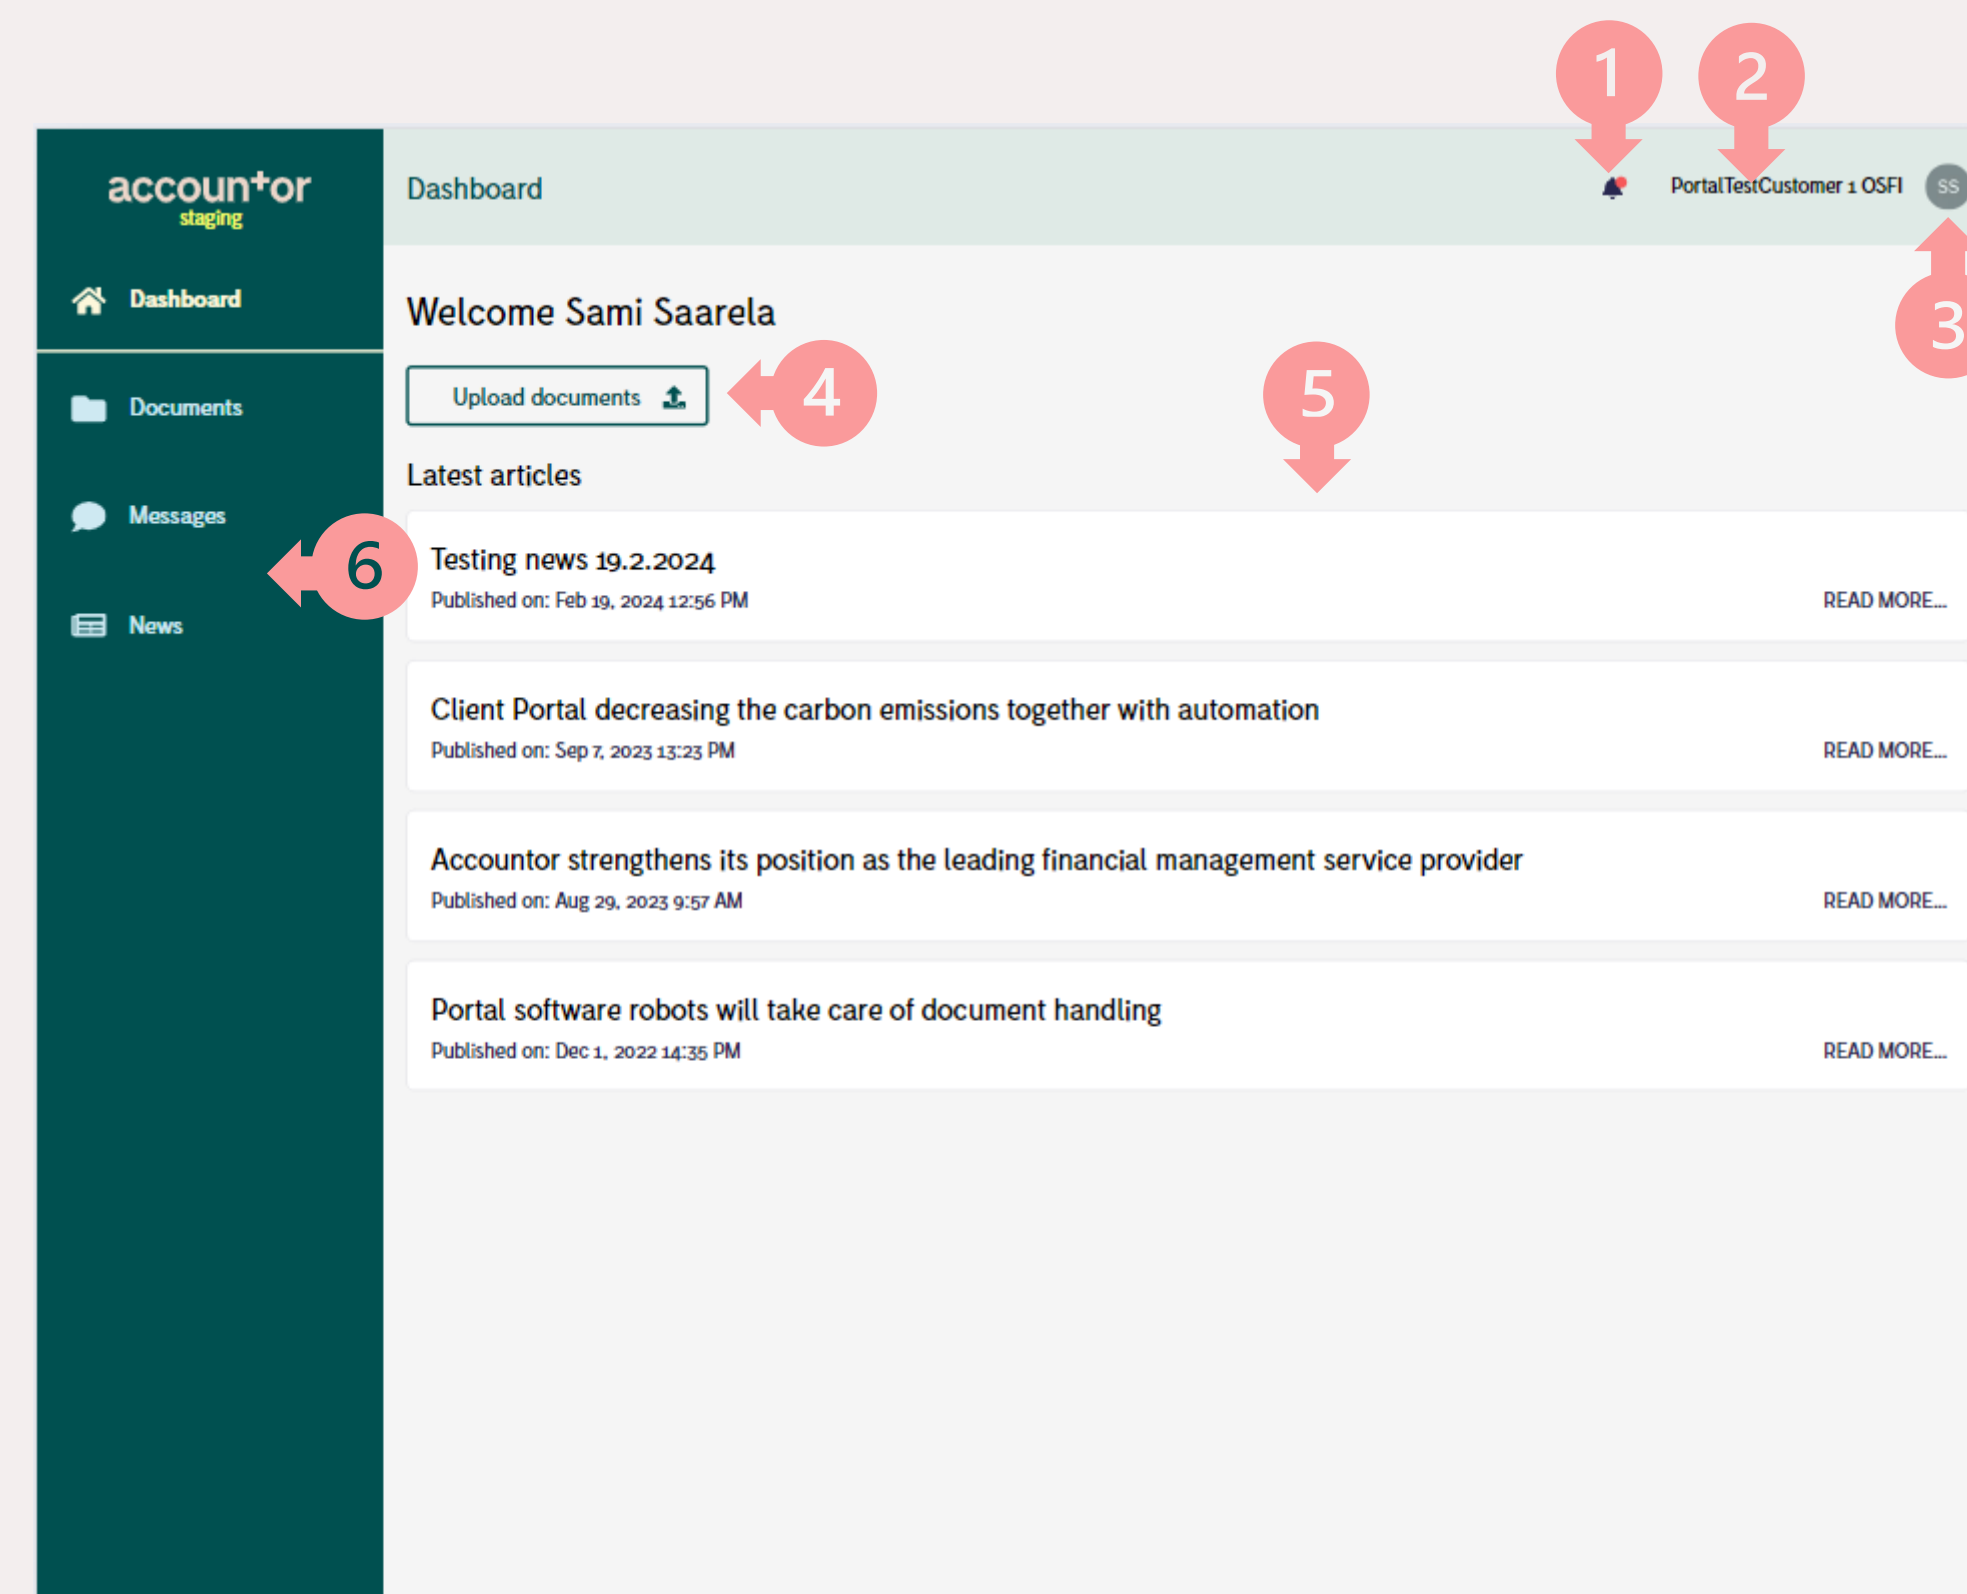 1
2
accountor
staging
Dashboard
PortalTestCustomer 1 OSFI
SS
Dashboard
Welcome Sami Saarela
3
Upload documents
4
5
Documents
Latest articles
Messages
6
Testing news 19.2.2024
Published on: Feb 19, 2024 12:56 PM
READ MORE...
News
Client Portal decreasing the carbon emissions together with automation
Published on: Sep 7, 2023 13:23 PM
READ MORE...
Accountor strengthens its position as the leading financial management service provider
Published on: Aug 29, 2023 9:57 AM
READ MORE...
Portal software robots will take care of document handling
Published on: Dec 1, 2022 14:35 PM
READ MORE...